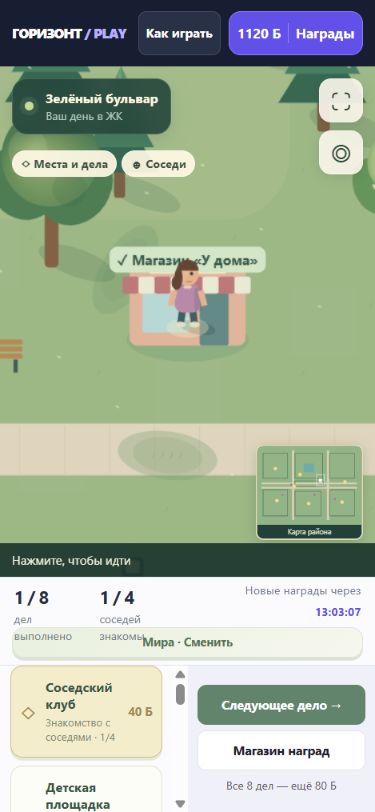 ГОРИЗОНТ / PLAY
Как играть
1120 Б
Награды
Зелёный бульвар
Ваш день в ЖК
Места и дела
Соседи
✓ Магазин «У дома»
Карта района
Нажмите, чтобы идти
1 / 8
дел
выполнено
1 / 4
соседей
знакомы
Новые награды через
13:03:07
Мира · Сменить
Соседский
клуб
Знакомство с
соседями · 1/4
40 Б
Детская
площадка
Следующее дело →
Магазин наград
Все 8 дел — ещё 80 Б